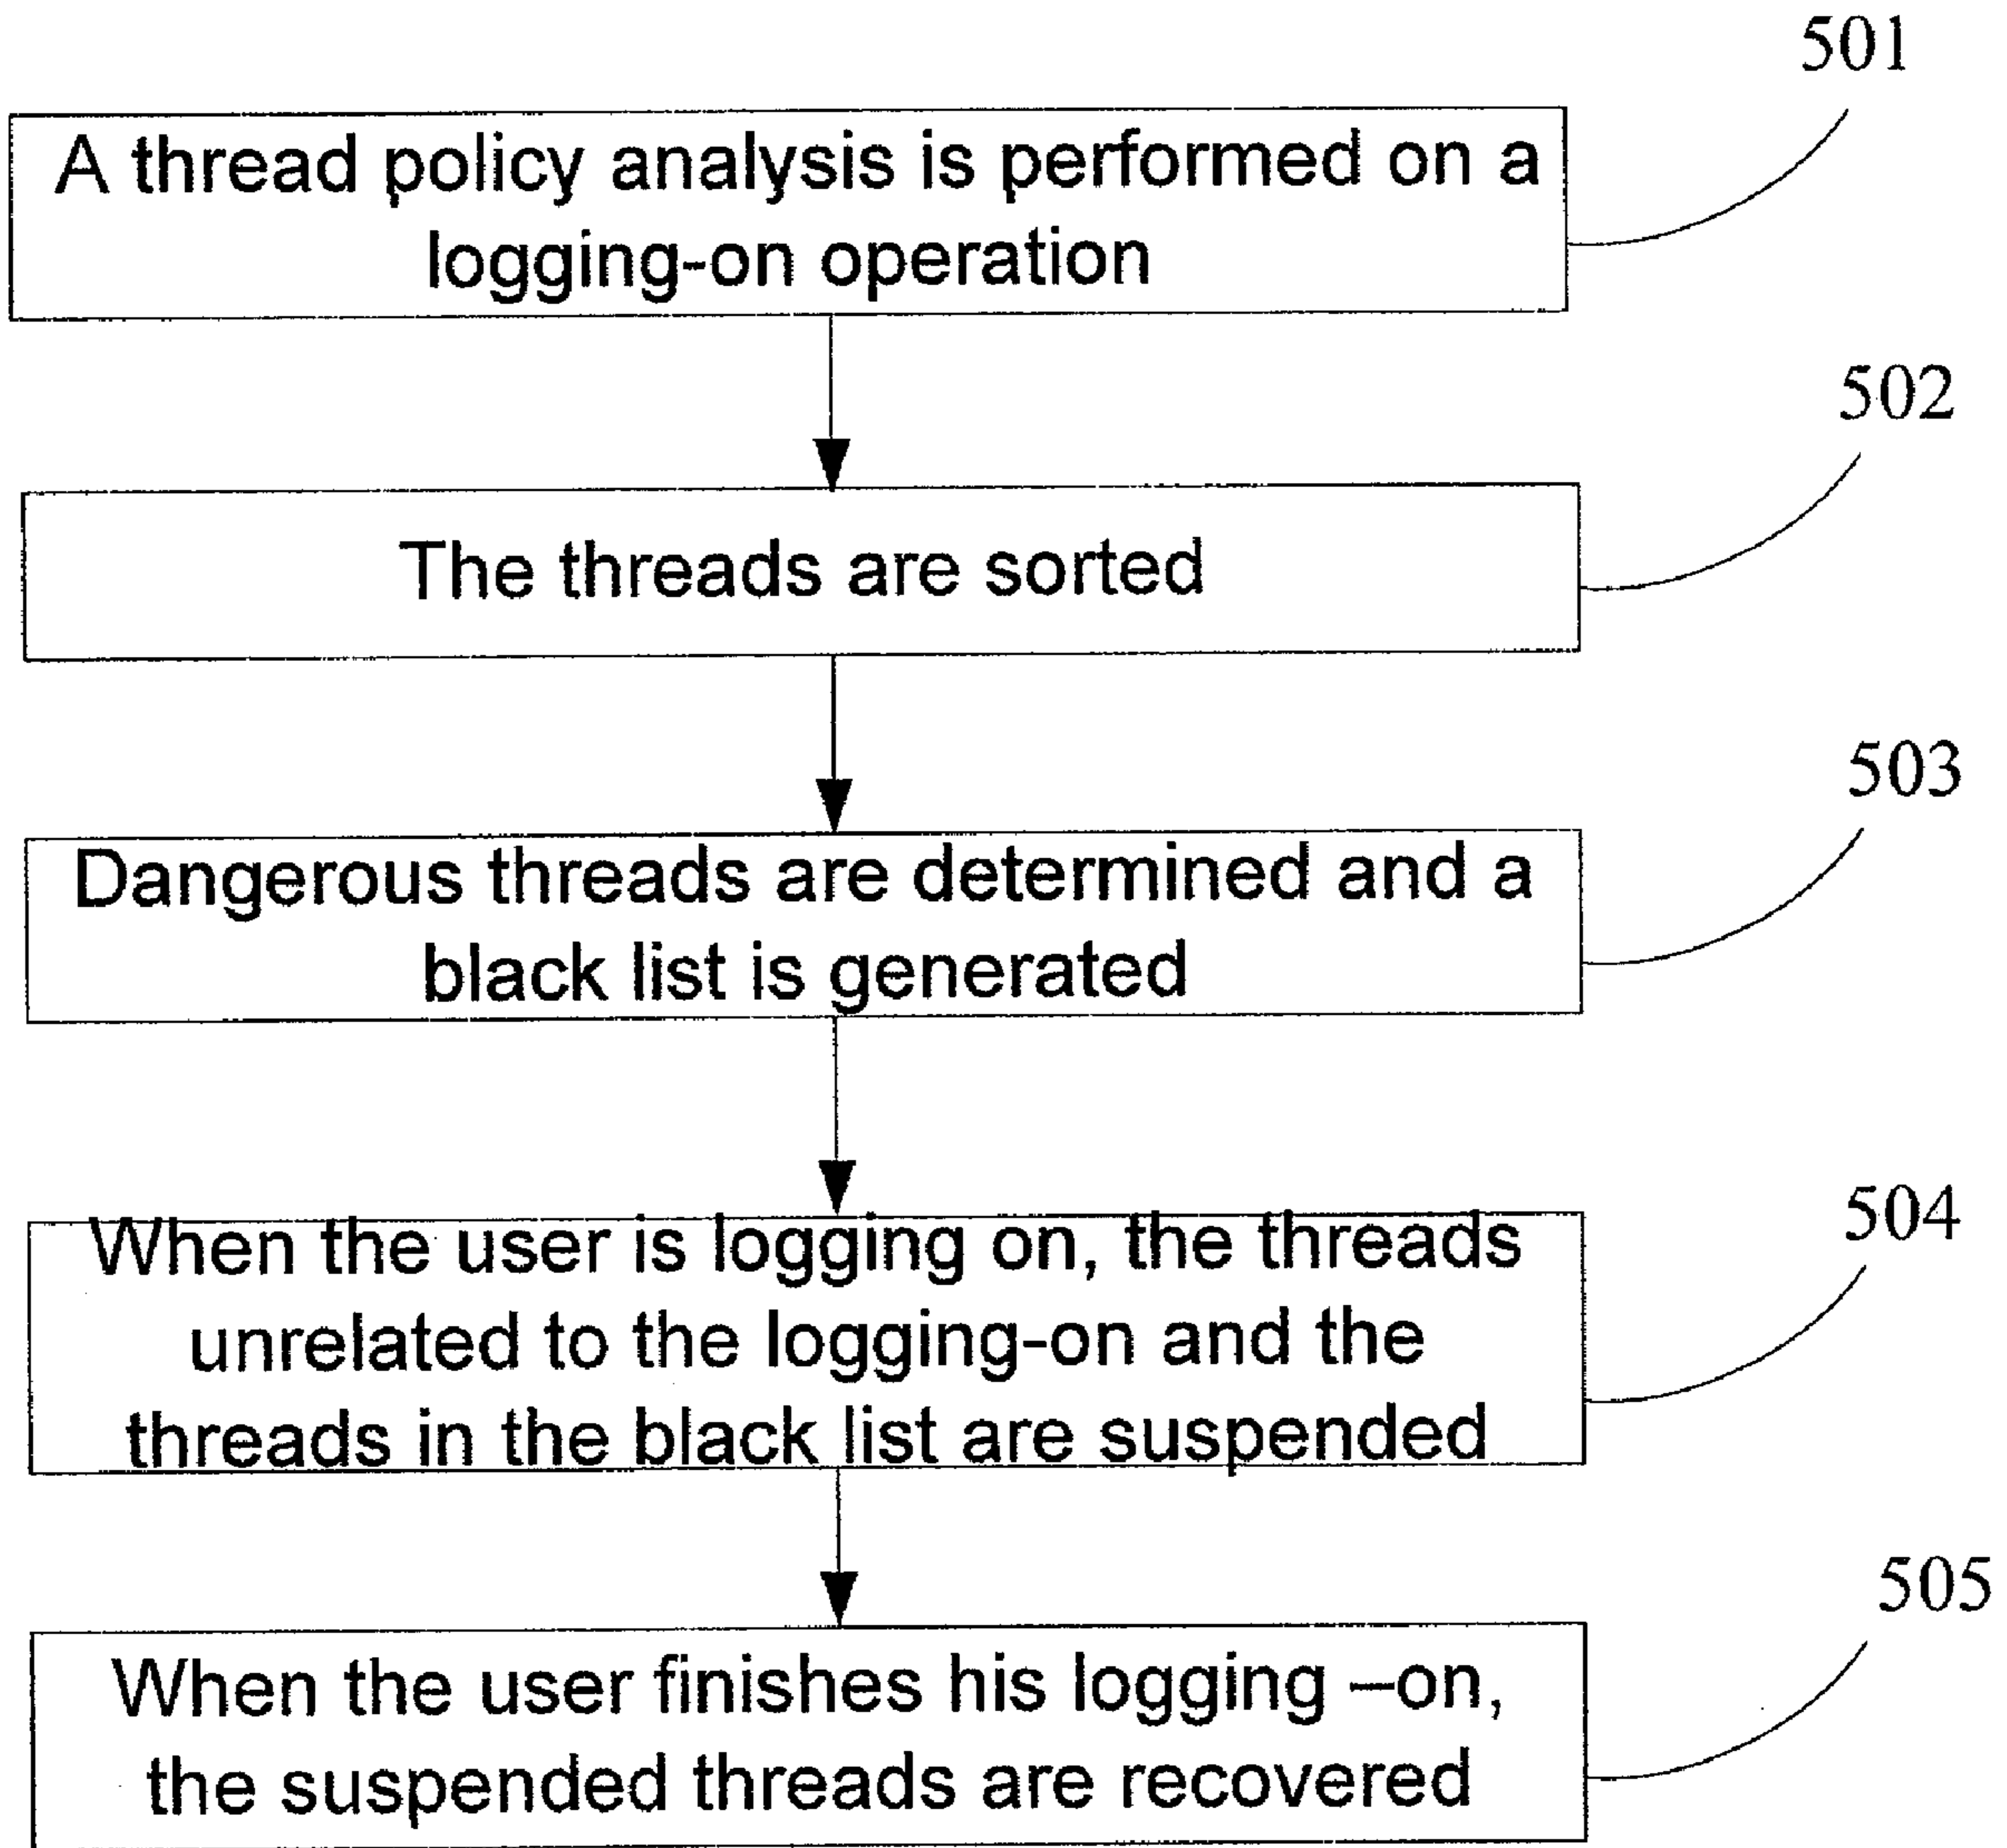 501
A thread policy analysis is performed on a
logging-on operation
502
The threads are sorted
503
Dangerous threads are determined and a
black list is generated
504
When the user is logging on, the threads
unrelated to the logging-on and the
threads in the black list are suspended
505
When the user finishes his logging –on,
the suspended threads are recovered